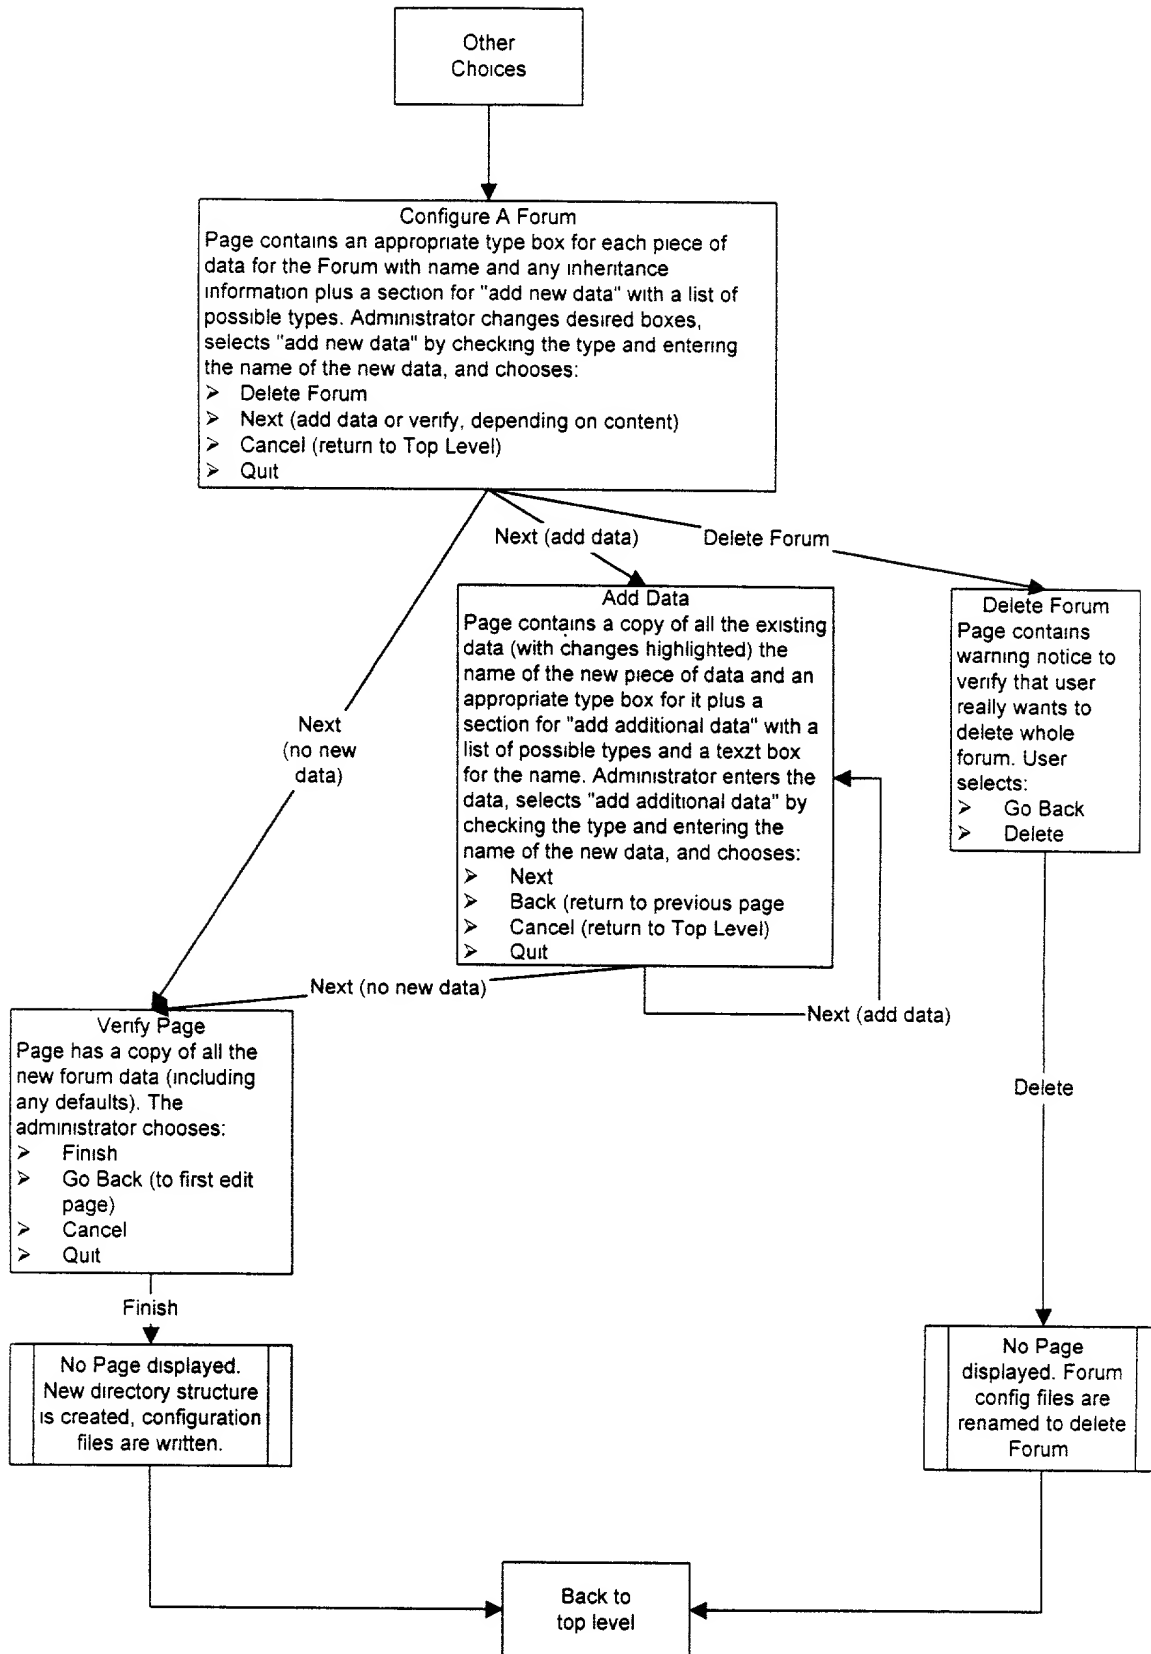 Other
Choices
Configure A Forum
Page contains an appropriate type box for each piece of
data for the Forum with name and any inheritance
information plus a section for "add new data" with a list of
possible types. Administrator changes desired boxes,
selects "add new data" by checking the type and entering
the name of the new data, and chooses:
➢ Delete Forum
➢ Next (add data or verify, depending on content)
➢ Cancel (return to Top Level)
➢ Quit
Next (add data)
Delete Forum
Next
(no new
data)
Add Data
Page contains a copy of all the existing
data (with changes highlighted) the
name of the new piece of data and an
appropriate type box for it plus a
section for "add additional data" with a
list of possible types and a texzt box
for the name. Administrator enters the
data, selects "add additional data" by
checking the type and entering the
name of the new data, and chooses:
➢ Next
➢ Back (return to previous page
➢ Cancel (return to Top Level)
➢ Quit
Delete Forum
Page contains
warning notice to
verify that user
really wants to
delete whole
forum. User
selects:
➢ Go Back
➢ Delete
Next (no new data)
Next (add data)
Verify Page
Page has a copy of all the
new forum data (including
any defaults). The
administrator chooses:
➢ Finish
➢ Go Back (to first edit
page)
➢ Cancel
➢ Quit
Delete
Finish
No Page displayed.
New directory structure
is created, configuration
files are written.
No Page
displayed. Forum
config files are
renamed to delete
Forum
Back to
top level